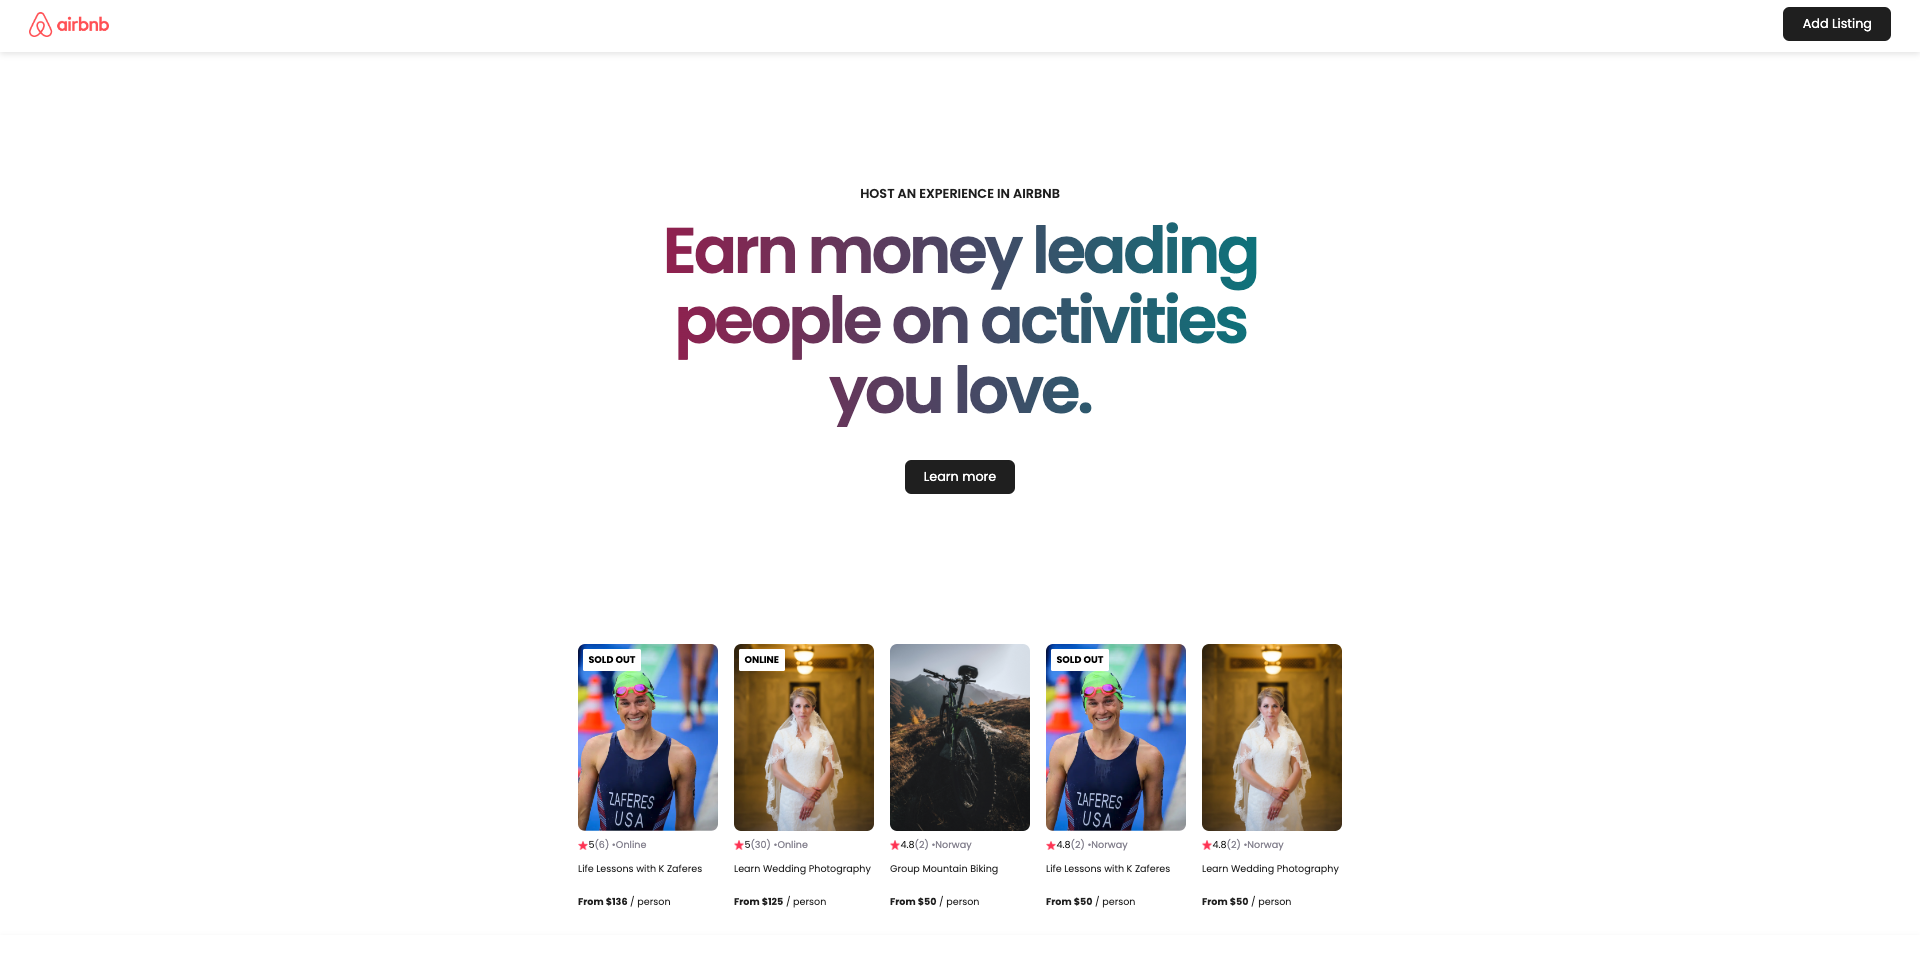 airbnb
Add Listing
HOST AN EXPERIENCE IN AIRBNB
Earn money leading
people on activities
you love.
Learn more
SOLD OUT
ZAFERES
USA
5(6) •Online
Life Lessons with K Zaferes
From $136 / person
ONLINE
5(30) •Online
Learn Wedding Photography
From $125 / person
4.8(2) •Norway
Group Mountain Biking
From $50 / person
SOLD OUT
ZAFERES
USA
4.8(2) •Norway
Life Lessons with K Zaferes
From $50 / person
4.8(2) •Norway
Learn Wedding Photography
From $50 / person